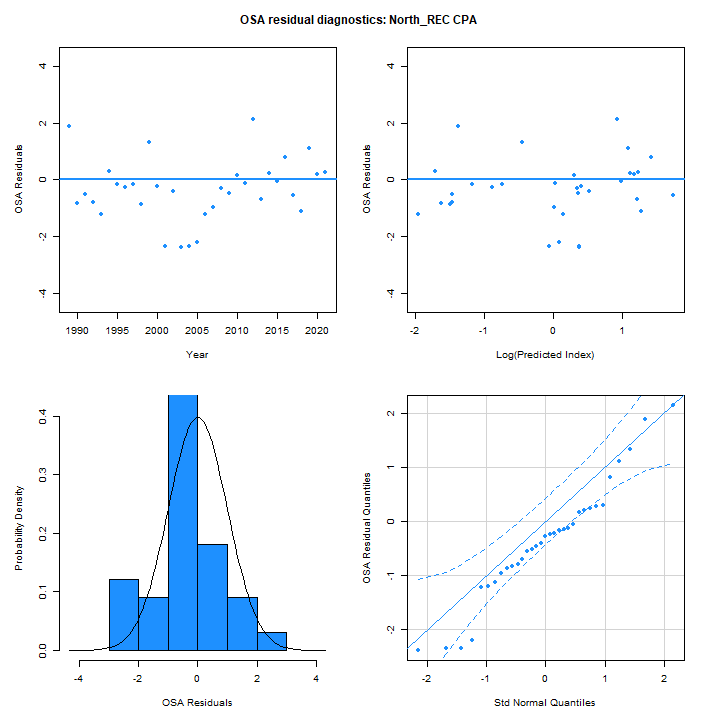 OSA residual diagnostics: North_REC CPA
4
2
0
-2
-4
OSA Residuals
1990 1995 2000 2005 2010 2015 2020
Year
4
2
0
-2
-4
OSA Residuals
-2 -1 0 1
Log(Predicted Index)
0.4
0.3
0.2
0.1
0.0
Probability Density
-4 -2 0 2 4
OSA Residuals
2
1
0
-1
-2
OSA Residual Quantiles
-2 -1 0 1 2
Std Normal Quantiles